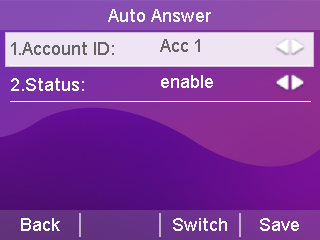 Auto Answer
1.Account ID: Acc 1
2.Status: enable
Back Switch Save